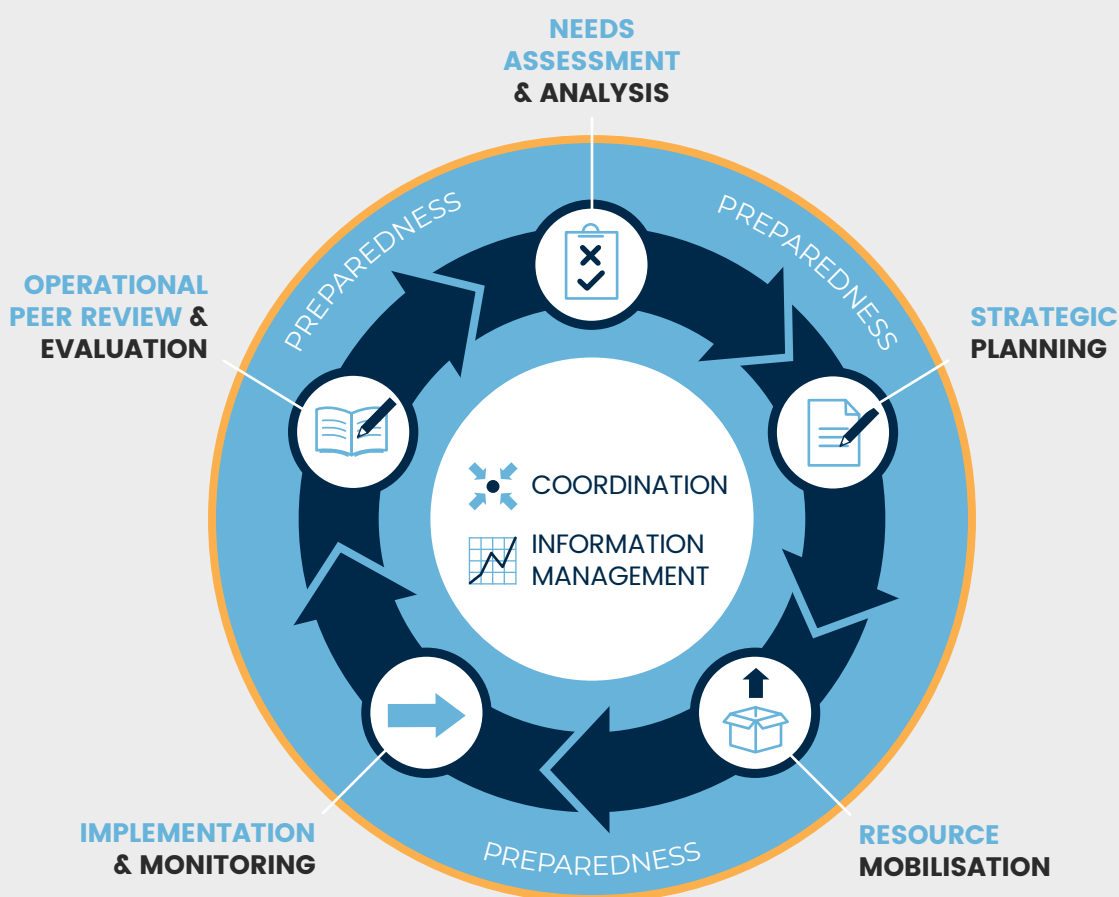 NEEDS
ASSESSMENT
& ANALYSIS
PREPAREDNESS
PREPAREDNESS
OPERATIONAL
PEER REVIEW &
EVALUATION
STRATEGIC
PLANNING
COORDINATION
INFORMATION
MANAGEMENT
IMPLEMENTATION
& MONITORING
PREPAREDNESS
RESOURCE
MOBILISATION